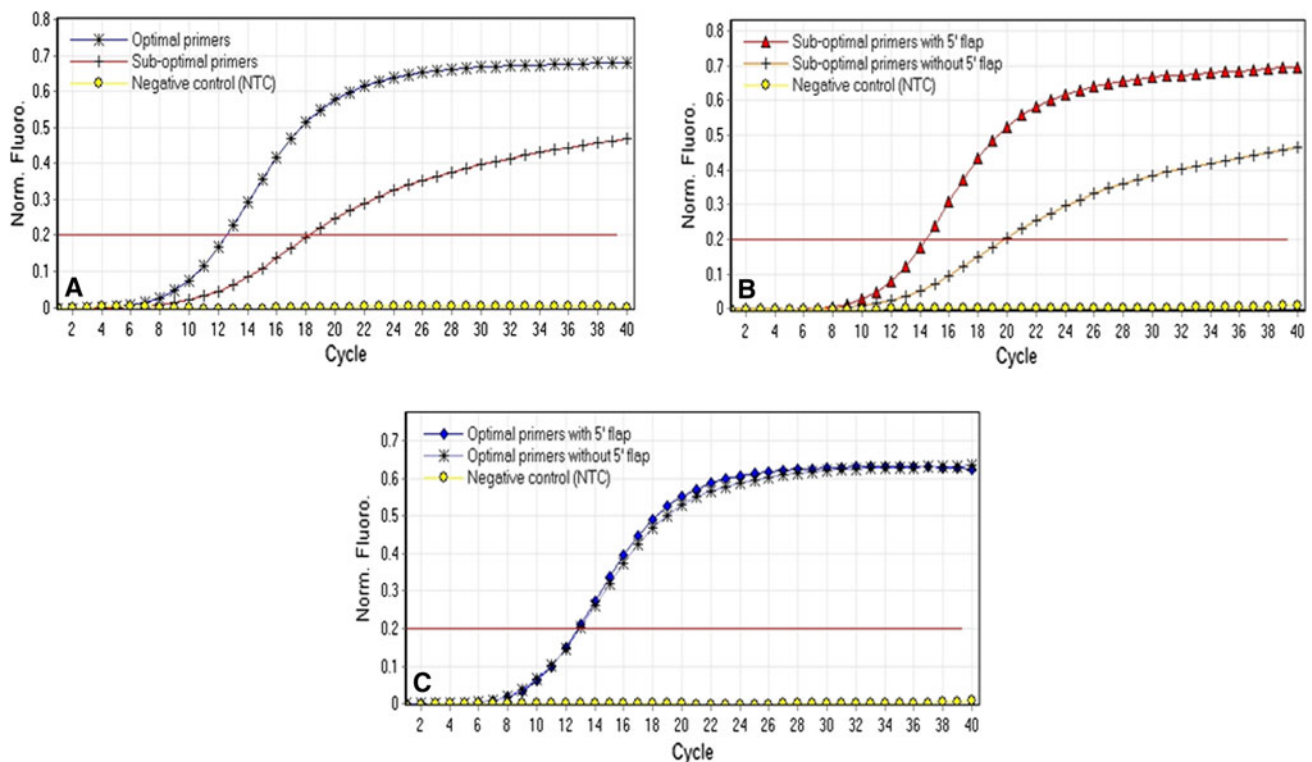 Optimal primers
Sub-optimal primers
Negative control (NTC)
Norm. Fluoro.
0.8
0.7
0.6
0.5
0.4
0.3
0.2
0.1
0
A
2 4 6 8 10 12 14 16 18 20 22 24 26 28 30 32 34 36 38 40
Cycle
Sub-optimal primers with 5' flap
Sub-optimal primers without 5' flap
Negative control (NTC)
Norm. Fluoro.
0.8
0.7
0.6
0.5
0.4
0.3
0.2
0.1
0
B
2 4 6 8 10 12 14 16 18 20 22 24 26 28 30 32 34 36 38 40
Cycle
Optimal primers with 5' flap
Optimal primers without 5' flap
Negative control (NTC)
Norm. Fluoro.
0.7
0.6
0.5
0.4
0.3
0.2
0.1
0
C
2 4 6 8 10 12 14 16 18 20 22 24 26 28 30 32 34 36 38 40
Cycle